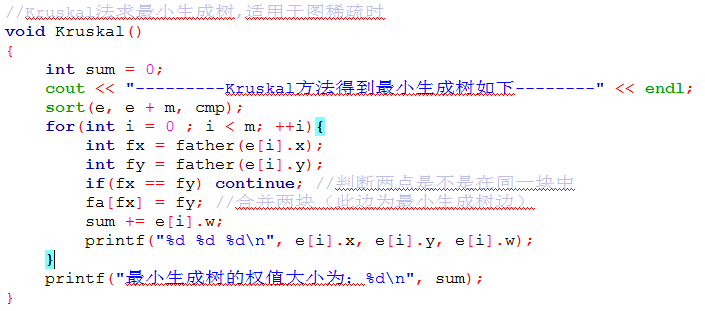 //Kruskal法求最小生成树,适用于图稀疏时
void Kruskal()
{
    int sum = 0;
    cout << "---------Kruskal方法得到最小生成树如下--------" << endl;
    sort(e, e + m, cmp);
    for(int i = 0 ; i < m; ++i){
        int fx = father(e[i].x);
        int fy = father(e[i].y);
        if(fx == fy) continue; //判断两点是不是在同一块中
        fa[fx] = fy; //合并两块（此边为最小生成树边）
        sum += e[i].w;
        printf("%d %d %d\n", e[i].x, e[i].y, e[i].w);
    }
    printf("最小生成树的权值大小为：%d\n", sum);
}